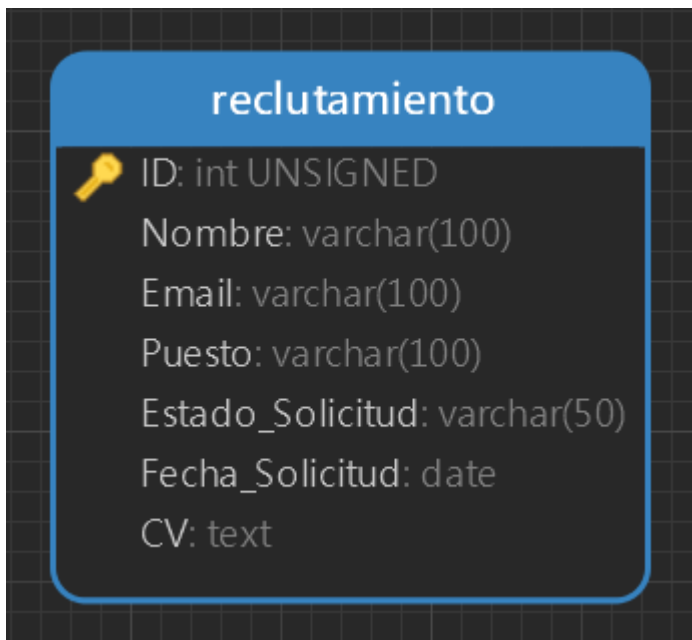 reclutamiento
ID: int UNSIGNED
Nombre: varchar(100)
Email: varchar(100)
Puesto: varchar(100)
Estado_Solicitud: varchar(50)
Fecha_Solicitud: date
CV: text